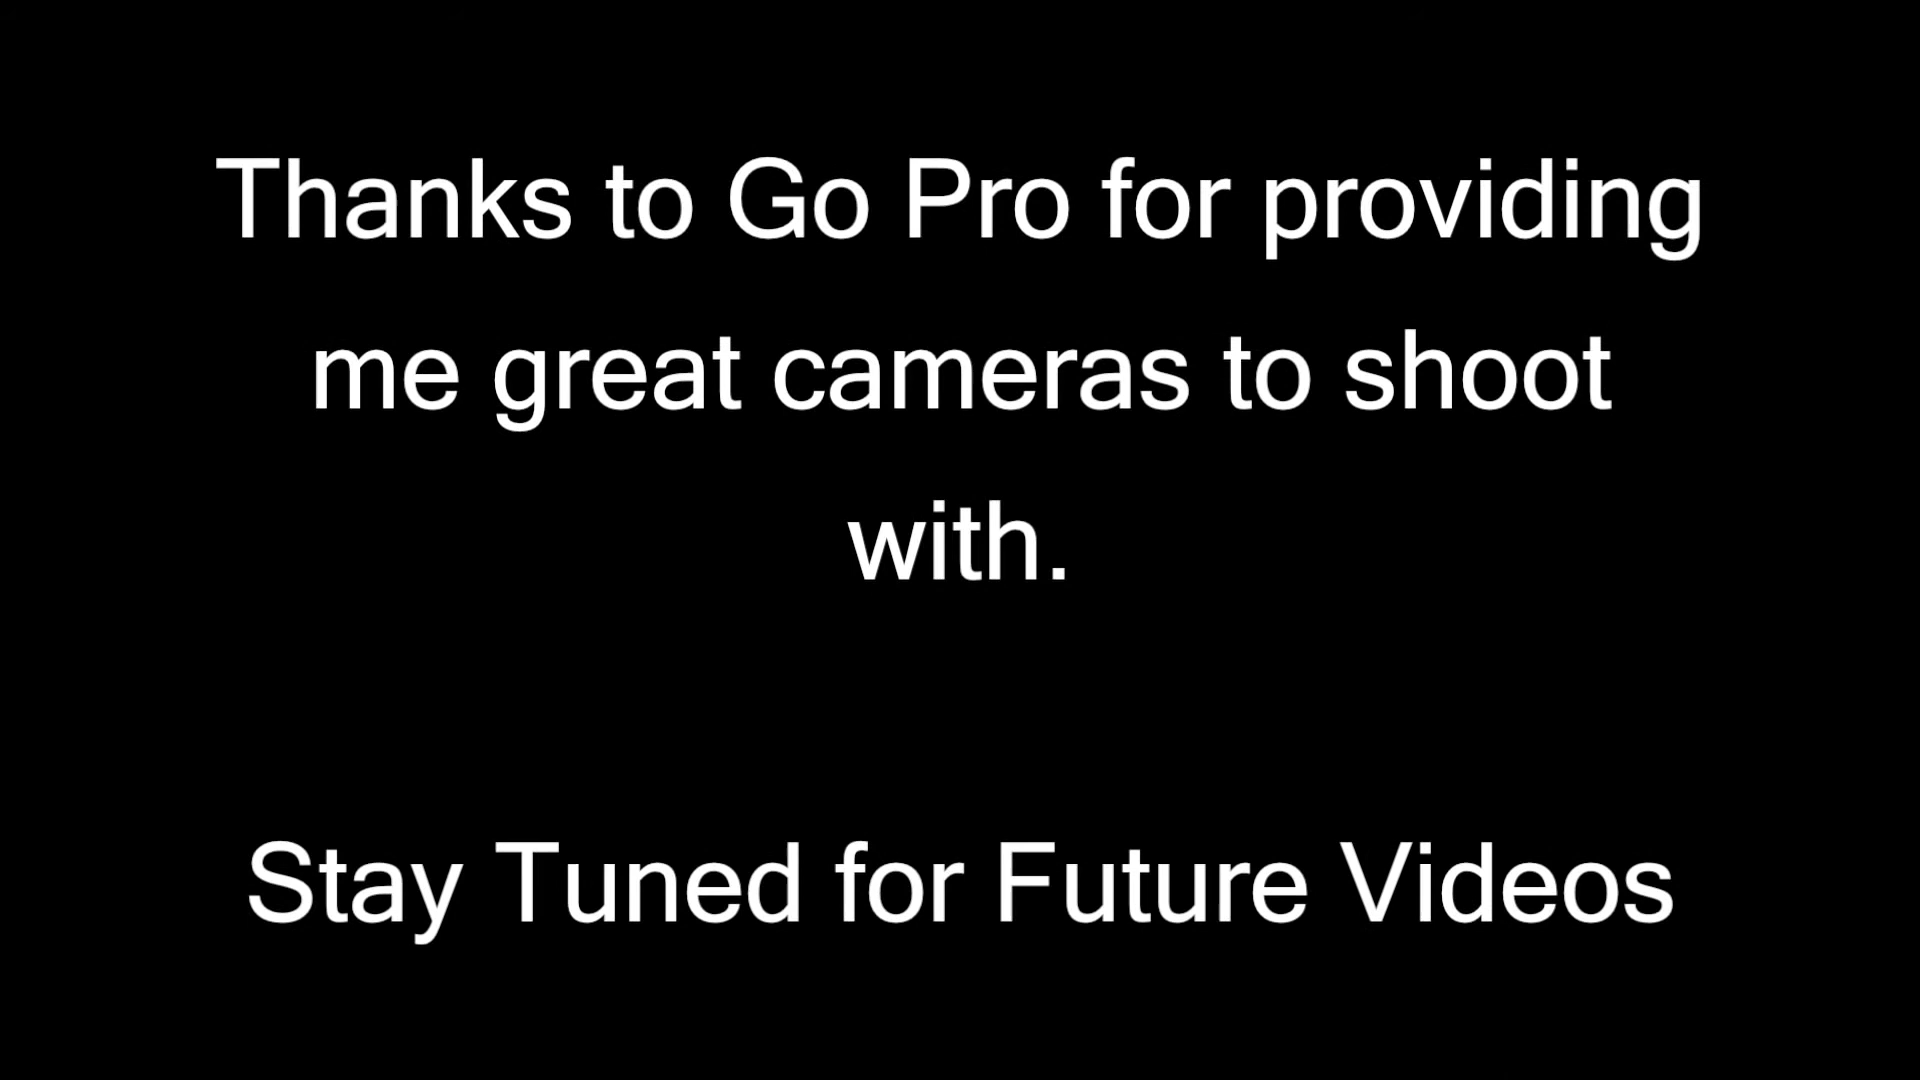 Thanks to Go Pro for providing
me great cameras to shoot
with.
Stay Tuned for Future Videos